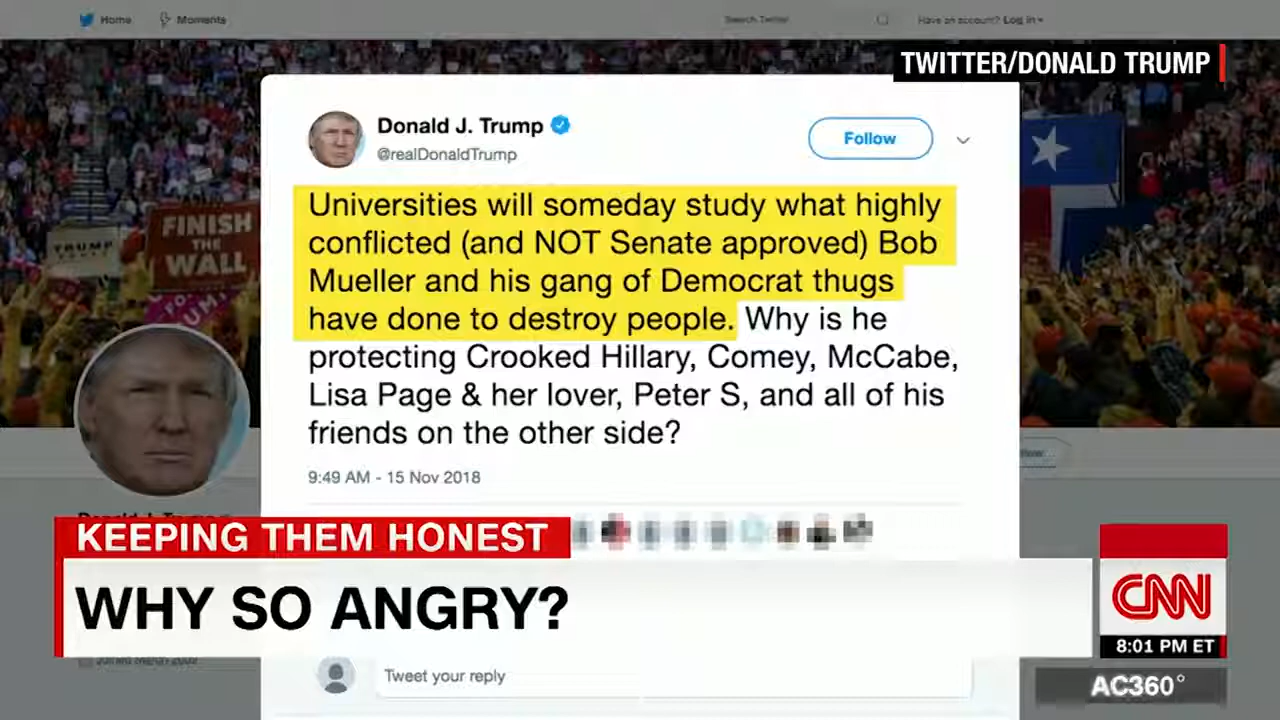 Home
Moments
Search Twitter
Have an account? Log in
TWITTER/DONALD TRUMP
Donald J. Trump
@realDonaldTrump
Follow
Universities will someday study what highly
conflicted (and NOT Senate approved) Bob
Mueller and his gang of Democrat thugs
have done to destroy people. Why is he
protecting Crooked Hillary, Comey, McCabe,
Lisa Page & her lover, Peter S, and all of his
friends on the other side?
9:49 AM - 15 Nov 2018
TRUMP
FINISH
THE
WALL
KEEPING THEM HONEST
WHY SO ANGRY?
CNN
8:01 PM ET
Tweet your reply
AC360°